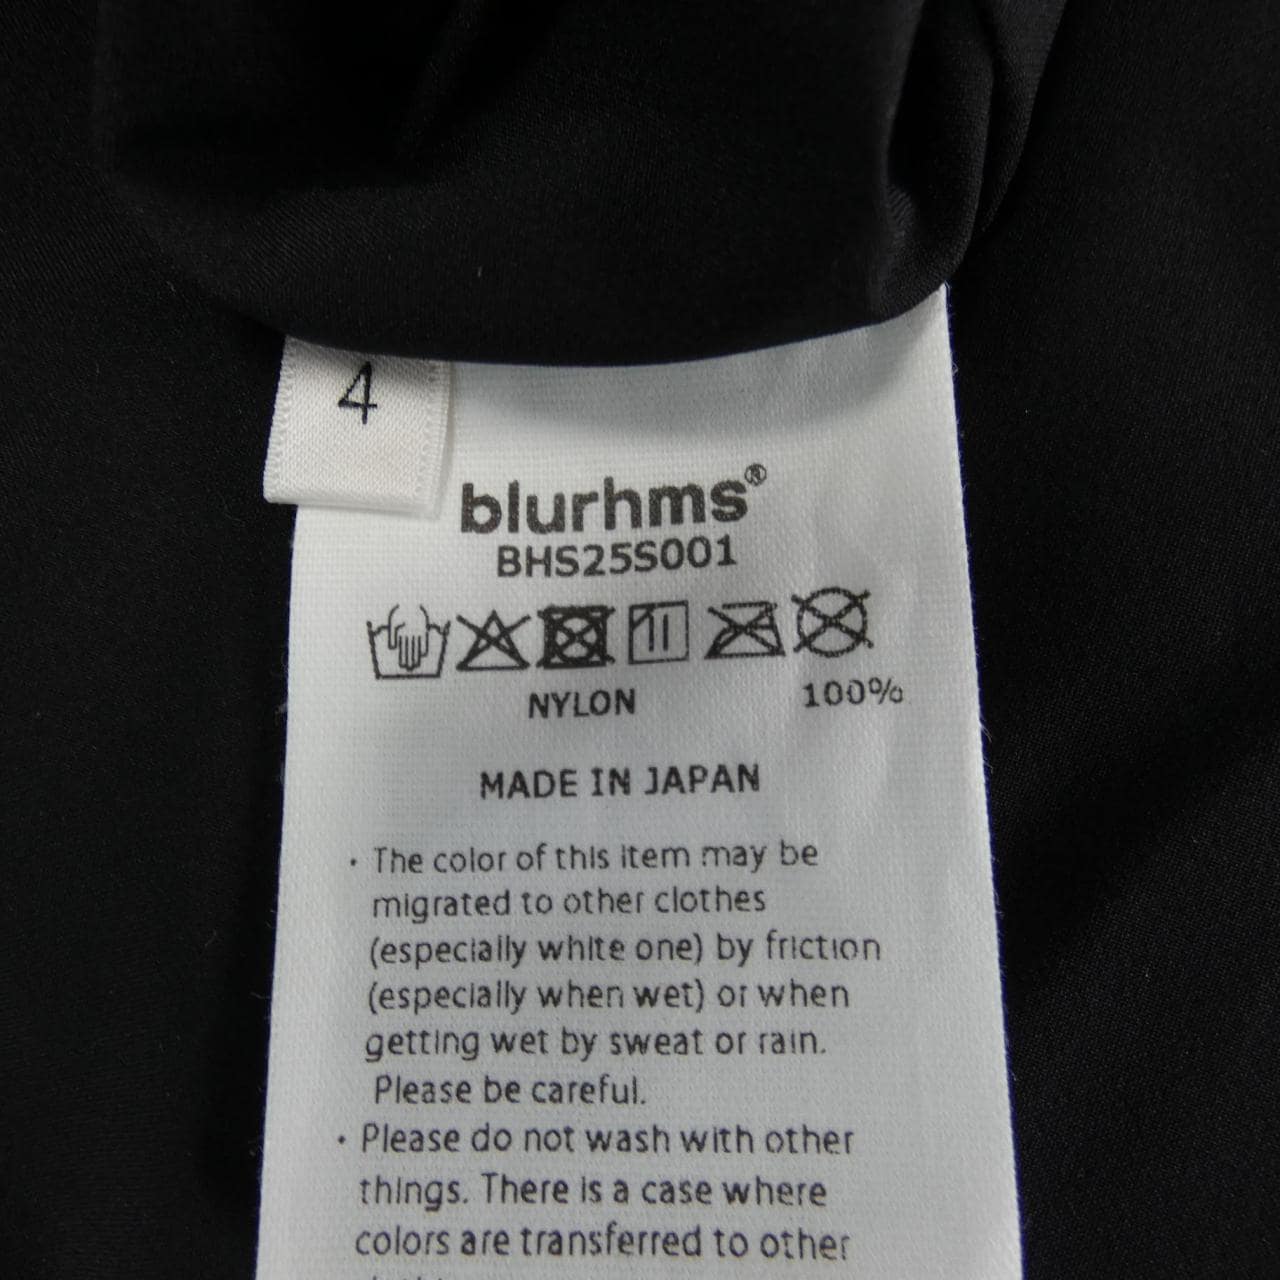 4
blurhms®
BHS25S001
NYLON 100%
MADE IN JAPAN
・The color of this item may be
migrated to other clothes
(especially white one) by friction
(especially when wet) or when
getting wet by sweat or rain.
Please be careful.
・Please do not wash with other
things. There is a case where
colors are transferred to other